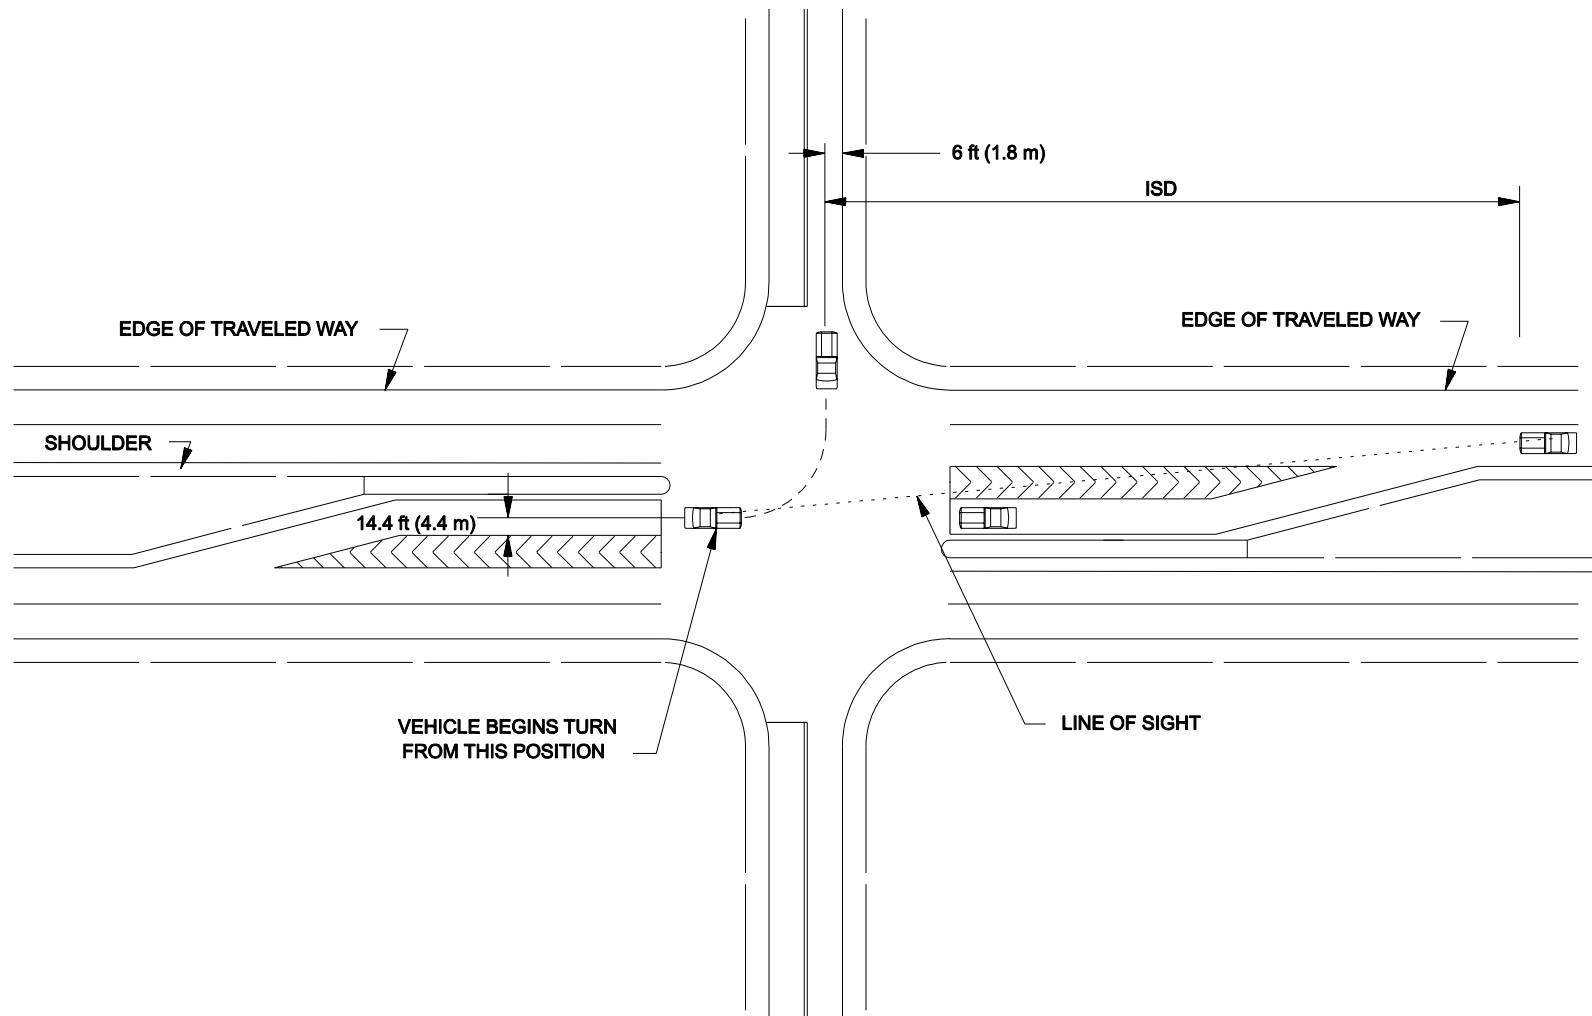 6 ft (1.8 m)
ISD
EDGE OF TRAVELED WAY
EDGE OF TRAVELED WAY
SHOULDER
14.4 ft (4.4 m)
VEHICLE BEGINS TURN
FROM THIS POSITION
LINE OF SIGHT